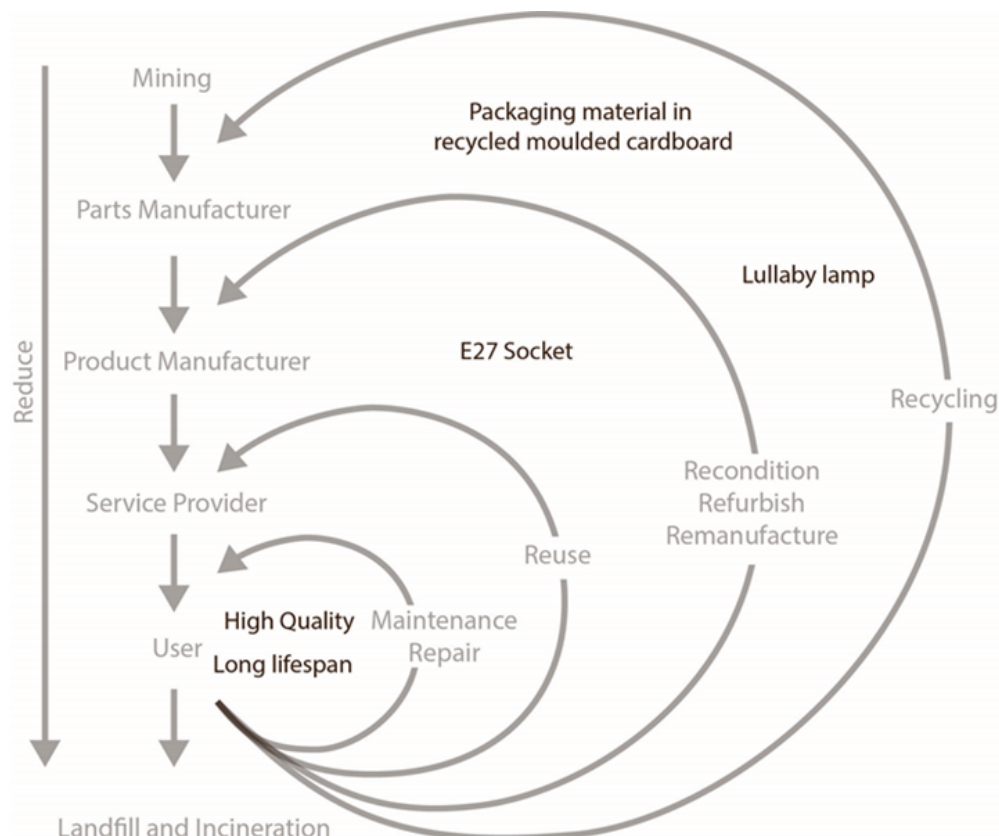 Mining
Packaging material in
recycled moulded cardboard
Parts Manufacturer
Lullaby lamp
E27 Socket
Product Manufacturer
Reduce
Recycling
Recondition
Refurbish
Remanufacture
Service Provider
Reuse
High Quality
Long lifespan
Maintenance
Repair
User
Landfill and Incineration